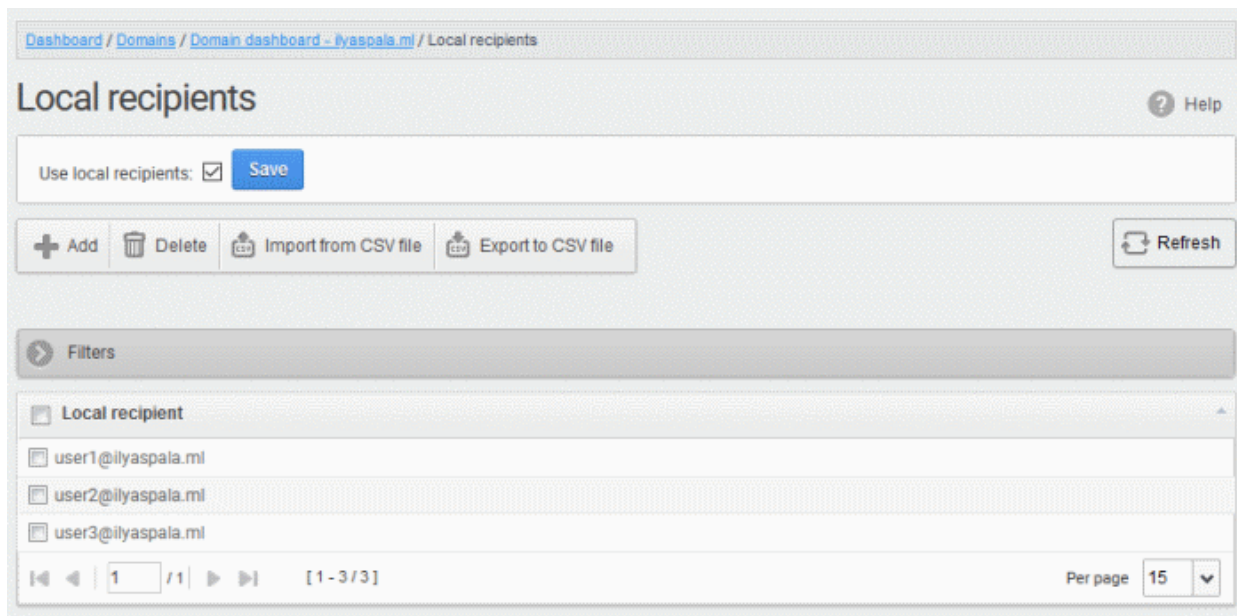 Dashboard / Domains / Domain dashboard - ilyaspala.ml / Local recipients
Local recipients
Help
Use local recipients: Save
Add Delete Import from CSV file Export to CSV file Refresh
Filters
Local recipient
user1@ilyaspala.ml
user2@ilyaspala.ml
user3@ilyaspala.ml
1 / 1 [ 1 - 3 / 3 ] Per page 15